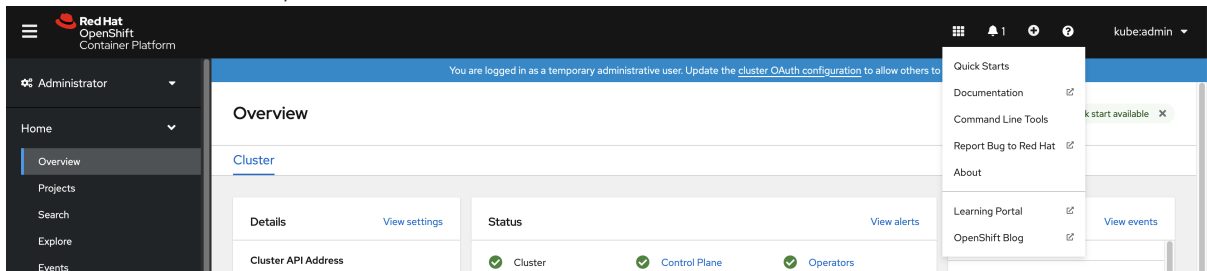 Red Hat
OpenShift
Container Platform
1
kube:admin
Administrator
You are logged in as a temporary administrative user. Update the cluster OAuth configuration to allow others to
Home
Overview
Projects
Search
Explore
Events
Overview
start available
Cluster
Details
View settings
Cluster API Address
Status
View alerts
Cluster
Control Plane
Operators
View events
Quick Starts
Documentation
Command Line Tools
Report Bug to Red Hat
About
Learning Portal
OpenShift Blog